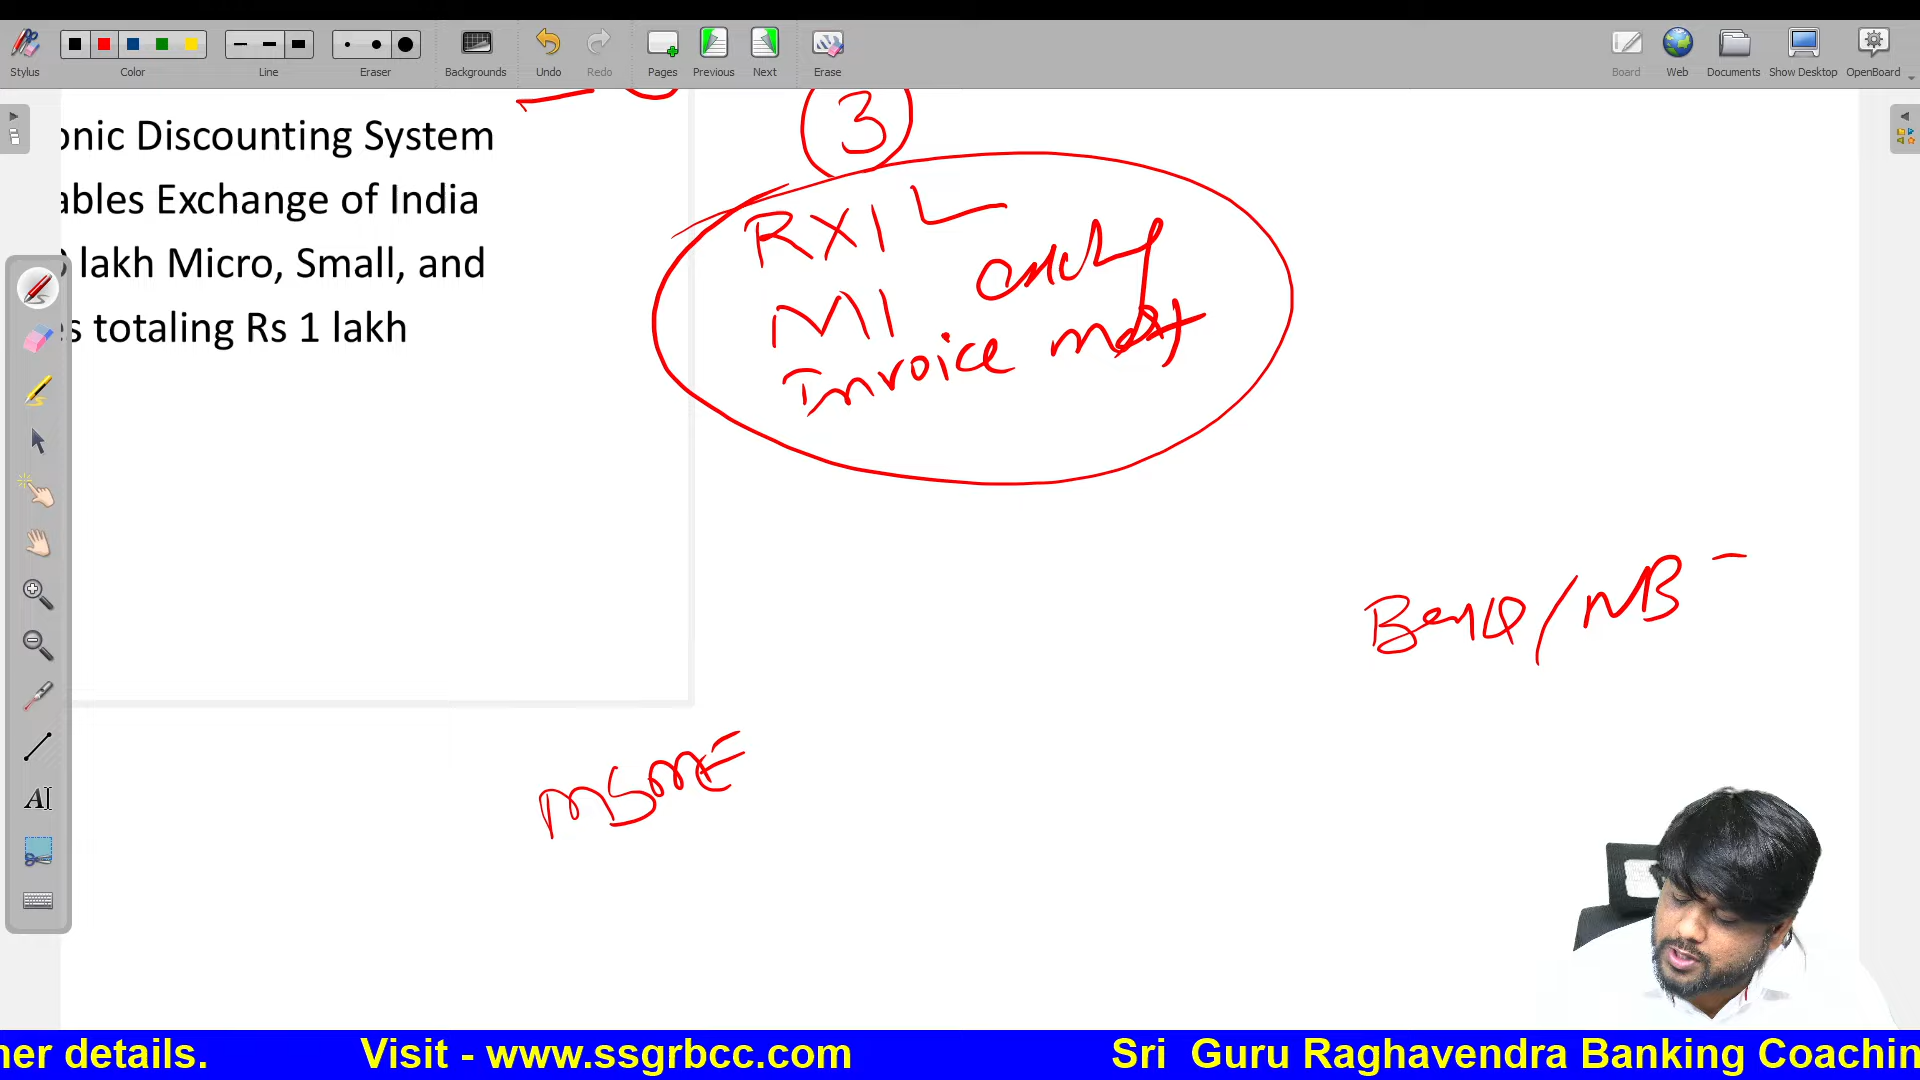 Stylus
Color
Line
Eraser
Backgrounds
Undo
Redo
Pages
Previous
Next
Erase
Board
Web
Documents
Show Desktop
OpenBoard
onic Discounting System
ables Exchange of India
lakh Micro, Small, and
s totaling Rs 1 lakh
3
RXIL
M1
Invoice mart
Bank/NB
MSME
ner details. Visit - www.ssgrbcc.com Sri Guru Raghavendra Banking Coachin